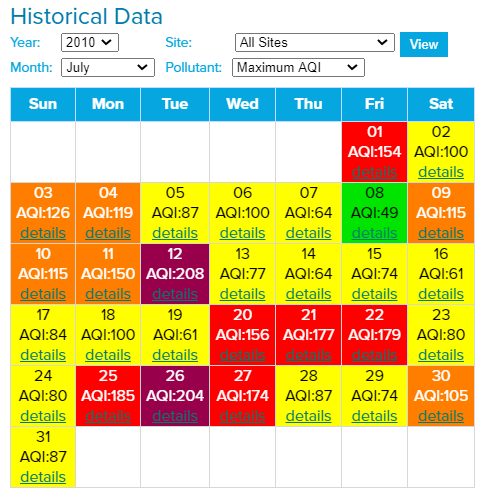 Historical Data
Year: 2010 Site: All Sites View
Month: July Pollutant: Maximum AQI
Sun Mon Tue Wed Thu Fri Sat
01 02
AQI:154 AQI:100
details details
03 04 05 06 07 08 09
AQI:126 AQI:119 AQI:87 AQI:100 AQI:64 AQI:49 AQI:115
details details details details details details details
10 11 12 13 14 15 16
AQI:115 AQI:150 AQI:208 AQI:77 AQI:64 AQI:74 AQI:61
details details details details details details details
17 18 19 20 21 22 23
AQI:84 AQI:100 AQI:61 AQI:156 AQI:177 AQI:179 AQI:80
details details details details details details details
24 25 26 27 28 29 30
AQI:80 AQI:185 AQI:204 AQI:174 AQI:87 AQI:74 AQI:105
details details details details details details details
31
AQI:87
details